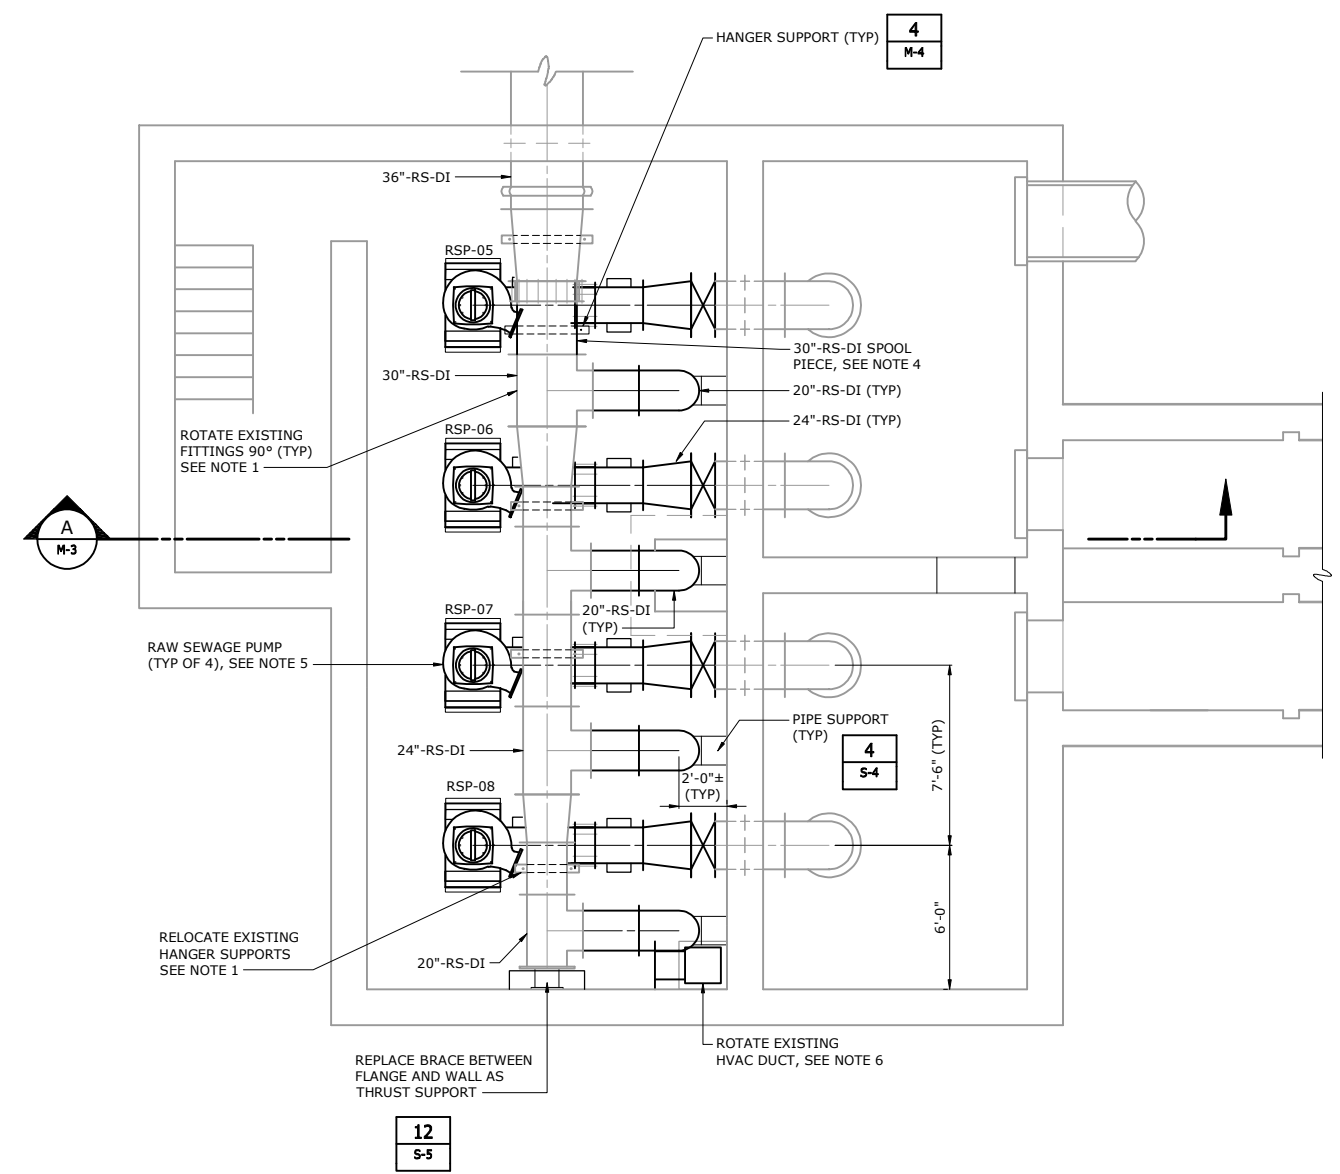 HANGER SUPPORT (TYP)
4
M-4
36"-RS-DI
RSP-05
30"-RS-DI SPOOL
PIECE, SEE NOTE 4
30"-RS-DI
20"-RS-DI (TYP)
24"-RS-DI (TYP)
ROTATE EXISTING
FITTINGS 90° (TYP)
SEE NOTE 1
RSP-06
A
M-3
RSP-07
20"-RS-DI
(TYP)
RAW SEWAGE PUMP
(TYP OF 4), SEE NOTE 5
PIPE SUPPORT
(TYP)
4
S-4
24"-RS-DI
7'-6" (TYP)
2'-0"±
(TYP)
RSP-08
6'-0"
RELOCATE EXISTING
HANGER SUPPORTS
SEE NOTE 1
20"-RS-DI
ROTATE EXISTING
HVAC DUCT, SEE NOTE 6
REPLACE BRACE BETWEEN
FLANGE AND WALL AS
THRUST SUPPORT
12
S-5